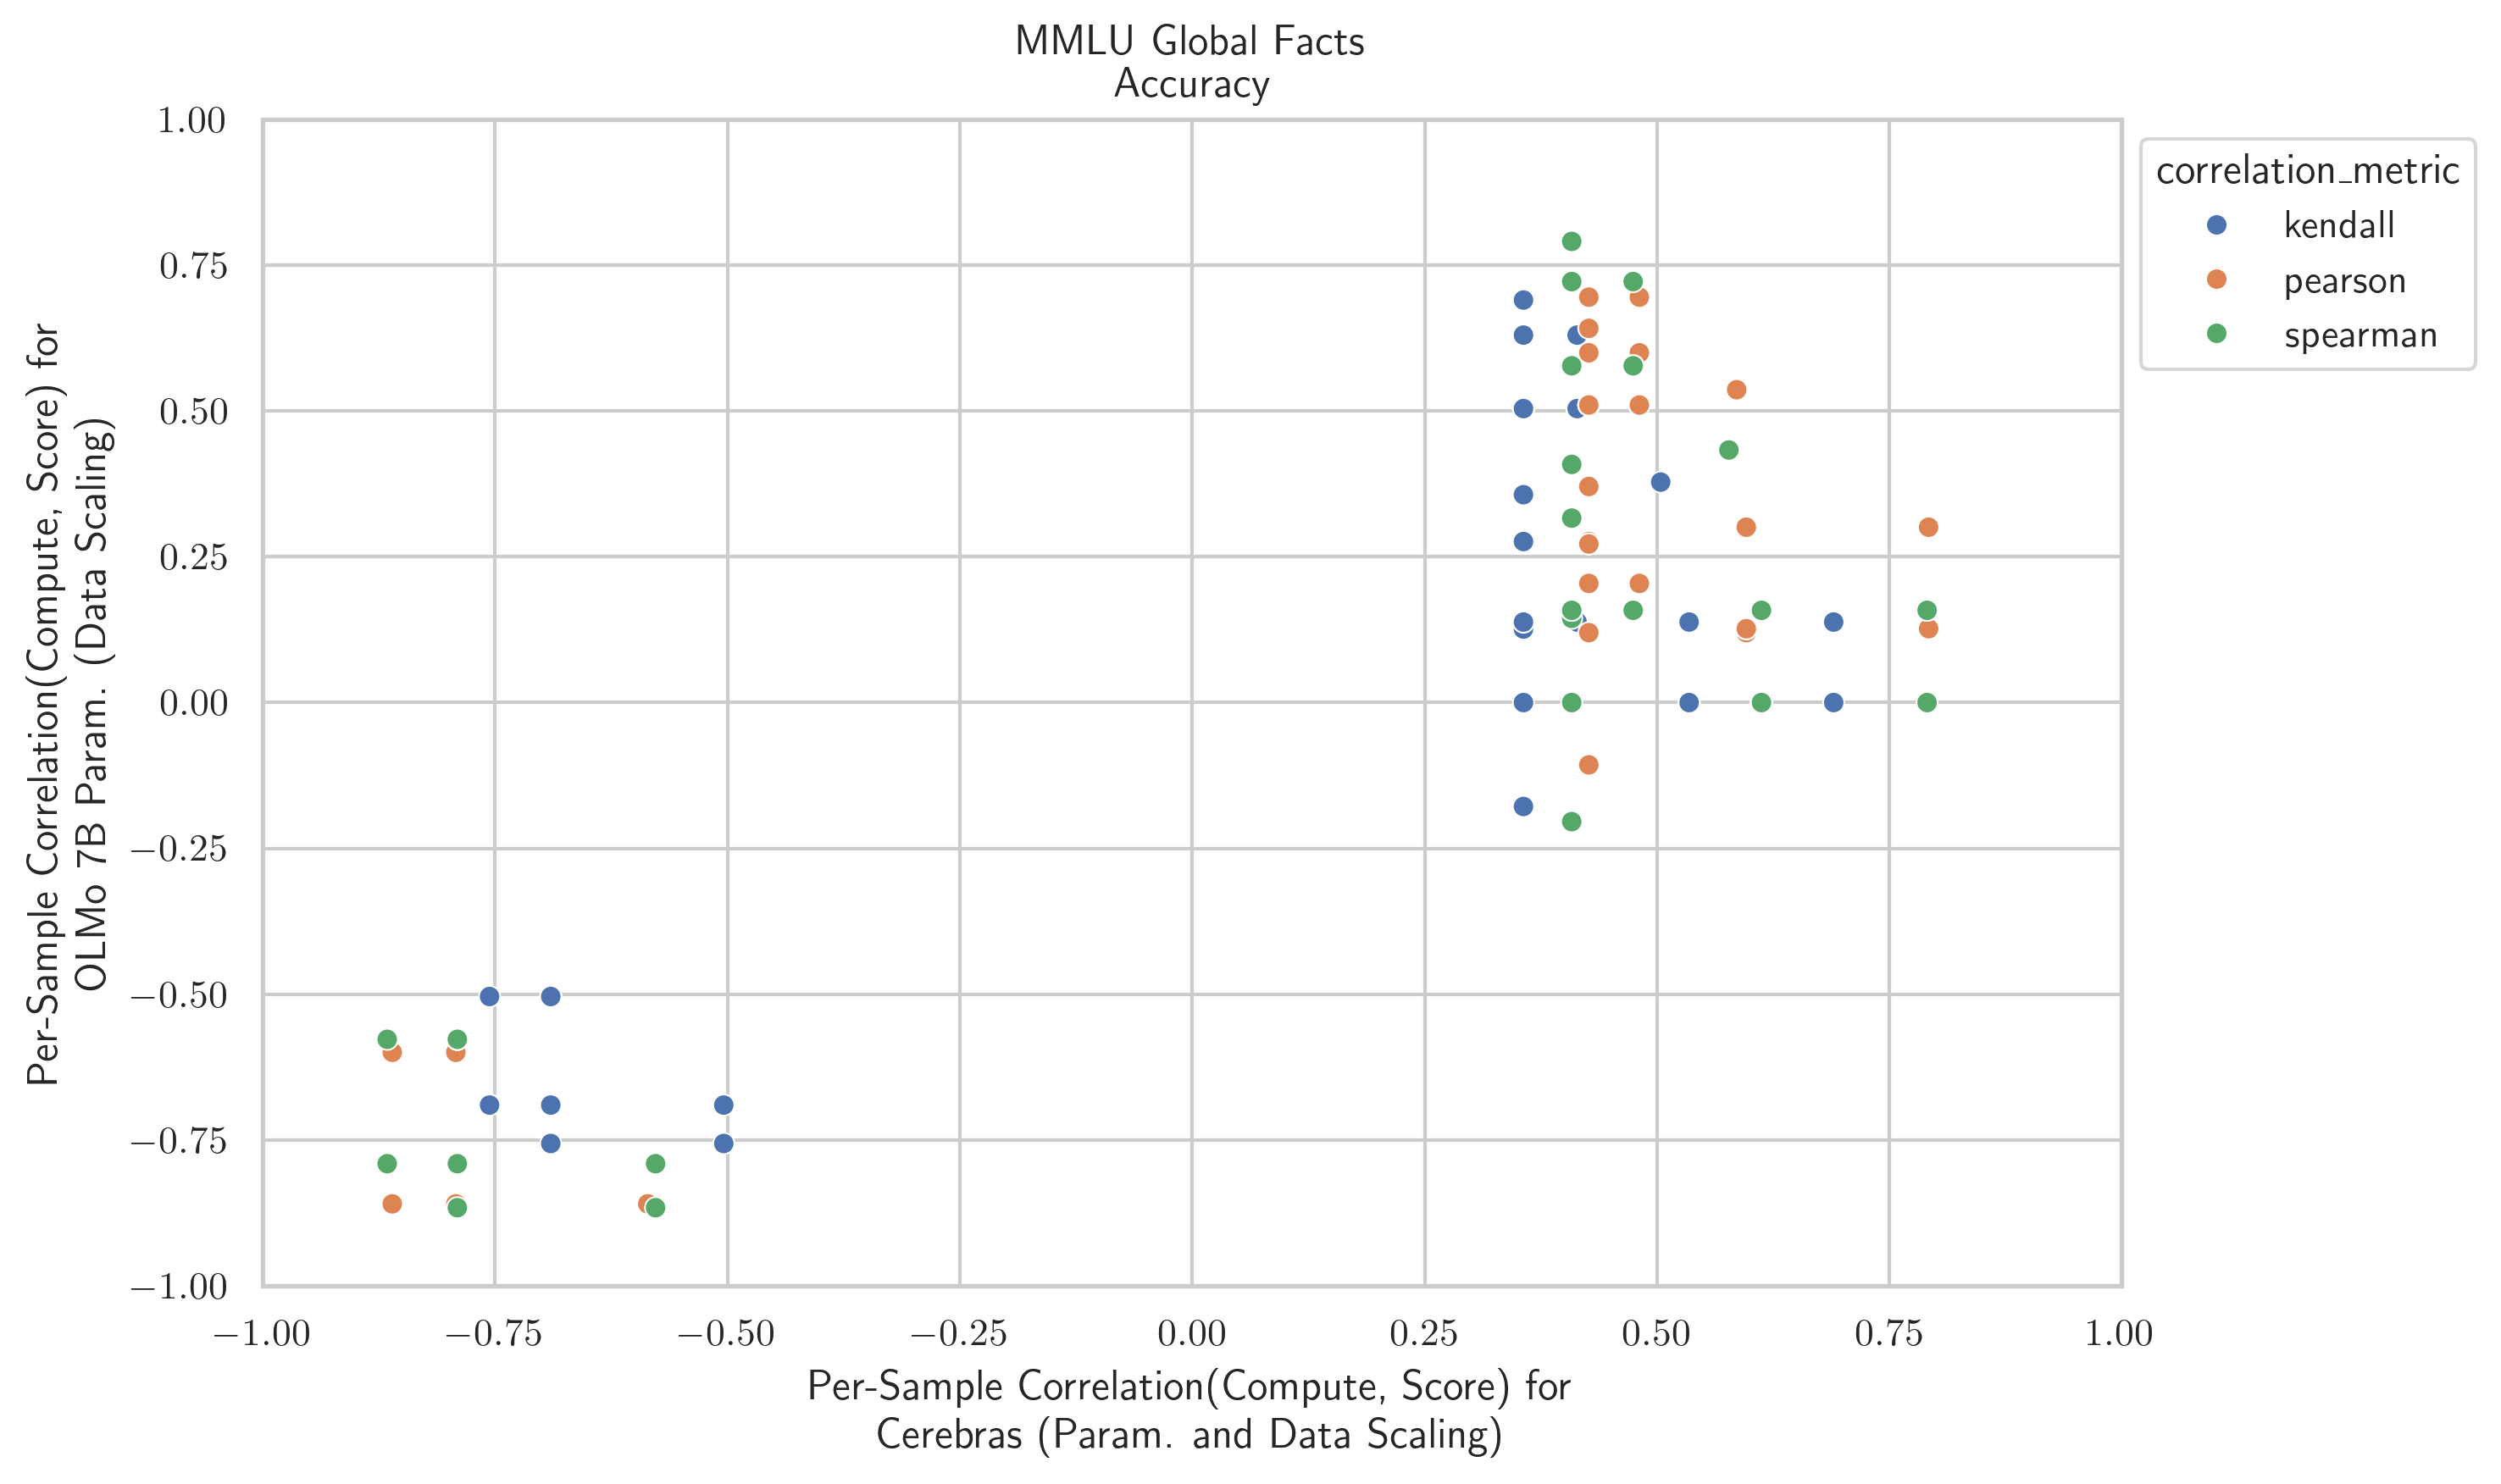 MMLU Global Facts
Accuracy
1.00
0.75
0.50
0.25
0.00
−0.25
−0.50
−0.75
−1.00
Per-Sample Correlation(Compute, Score) for
OLMo 7B Param. (Data Scaling)
correlation_metric
kendall
pearson
spearman
−1.00
−0.75
−0.50
−0.25
0.00
0.25
0.50
0.75
1.00
Per-Sample Correlation(Compute, Score) for
Cerebras (Param. and Data Scaling)